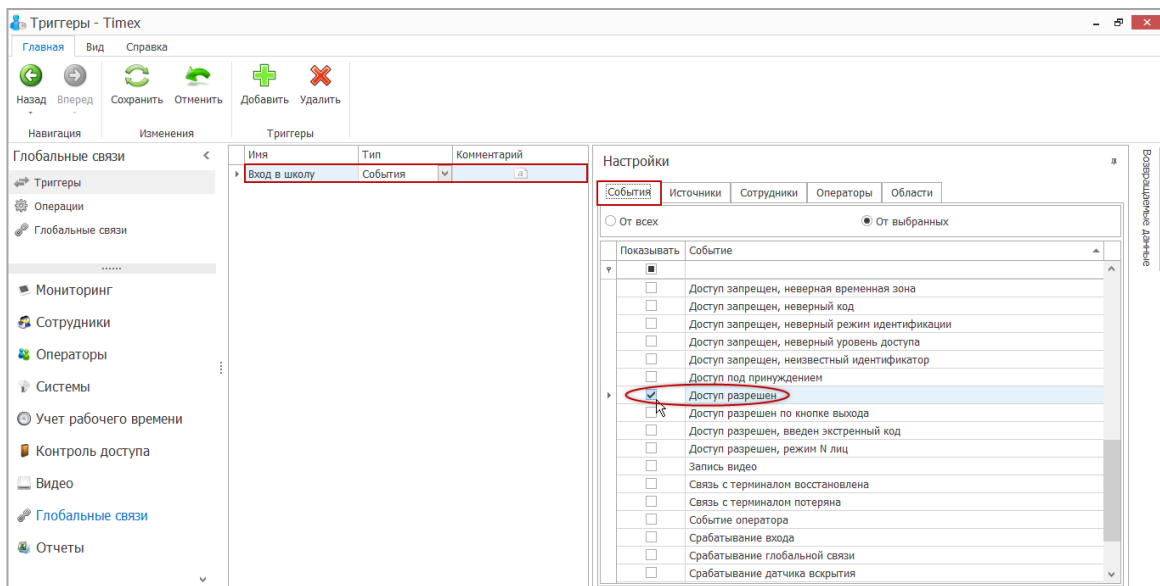 Триггеры - Timex
Главная Вид Справка
Назад Вперед Сохранить Отменить Добавить Удалить
Навигация Изменения Триггеры
Глобальные связи
Триггеры
Операции
Глобальные связи
Мониторинг
Сотрудники
Операторы
Системы
Учет рабочего времени
Контроль доступа
Видео
Глобальные связи
Отчеты
Имя Тип Комментарий
Вход в школу События a
Настройки
События Источники Сотрудники Операторы Области
От всех От выбранных
Показывать Событие
Доступ запрещен, неверная временная зона
Доступ запрещен, неверный код
Доступ запрещен, неверный режим идентификации
Доступ запрещен, неверный уровень доступа
Доступ запрещен, неизвестный идентификатор
Доступ под принуждением
Доступ разрешен
Доступ разрешен по кнопке выхода
Доступ разрешен, введен экстренный код
Доступ разрешен, режим N лиц
Запись видео
Связь с терминалом восстановлена
Связь с терминалом потеряна
Событие оператора
Срабатывание входа
Срабатывание глобальной связи
Срабатывание датчика вскрытия
Возвращаемые данные